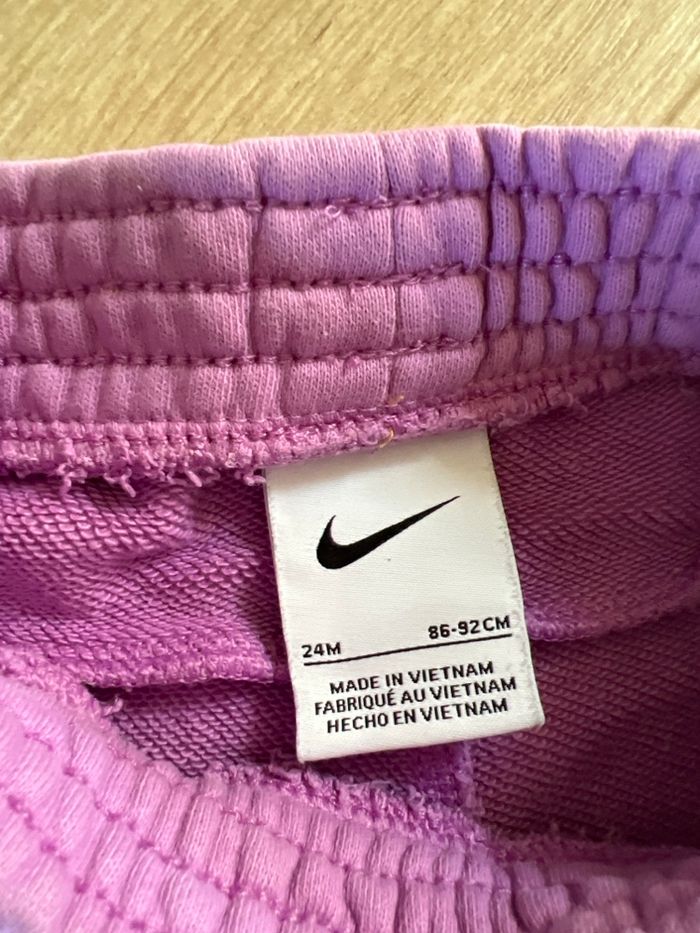 24M 86-92CM
MADE IN VIETNAM
FABRIQUÉ AU VIETNAM
HECHO EN VIETNAM